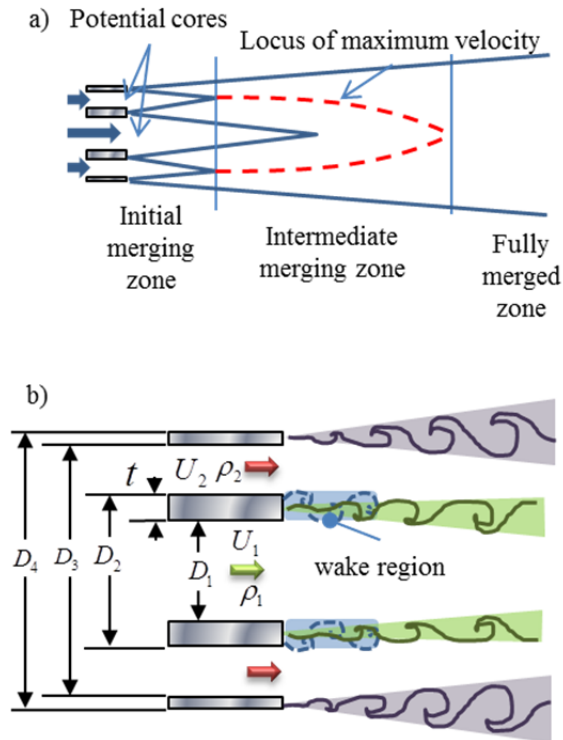 a)
Potential cores
Locus of maximum velocity
Initial
merging
zone
Intermediate
merging zone
Fully
merged
zone
b)
t
U₂ ρ₂
U₁
D₄ D₃ D₂ D₁
wake region
ρ₁